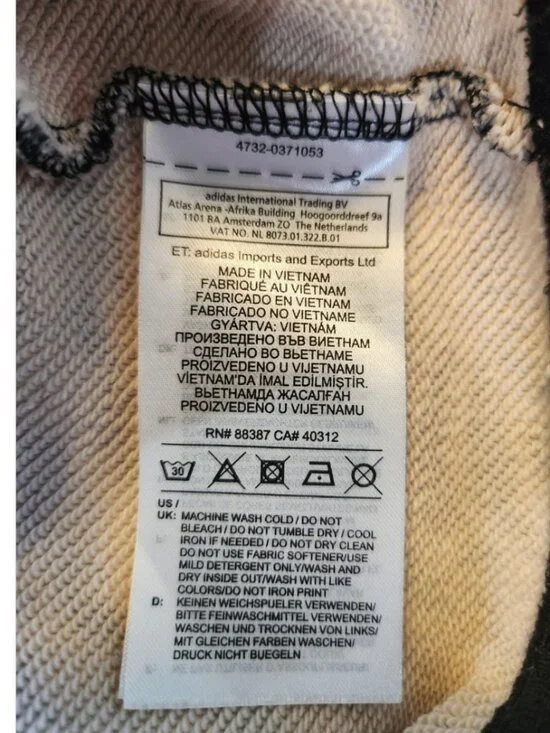 4732-0371053
adidas International Trading BV
Atlas Arena -Afrika Building Hoogoorddreef 9a
1101 BA Amsterdam ZO The Netherlands
VAT NO. NL 8073.01.322.B.01
ET: adidas Imports and Exports Ltd
MADE IN VIETNAM
FABRIQUÉ AU VIÊTNAM
FABRICADO EN VIETNAM
FABRICADO NO VIETNAME
GYÁRTVA: VIETNÁM
ПРОИЗВЕДЕНО ВЪВ ВИЕТНАМ
СДЕЛАНО ВО ВЬЕТНАМЕ
PROIZVEDENO U VIJETNAMU
VİETNAM'DA İMAL EDİLMİŞTİR.
ВЬЕТНАМДА ЖАСАЛҒАН
PROIZVEDENO U VIJETNAMU
RN# 88387 CA# 40312
30
US /
UK: MACHINE WASH COLD / DO NOT
BLEACH / DO NOT TUMBLE DRY / COOL
IRON IF NEEDED / DO NOT DRY CLEAN
DO NOT USE FABRIC SOFTENER/USE
MILD DETERGENT ONLY/WASH AND
DRY INSIDE OUT/WASH WITH LIKE
COLORS/DO NOT IRON PRINT
D: KEINEN WEICHSPUELER VERWENDEN/
BITTE FEINWASCHMITTEL VERWENDEN/
WASCHEN UND TROCKNEN VON LINKS/
MIT GLEICHEN FARBEN WASCHEN/
DRUCK NICHT BUEGELN